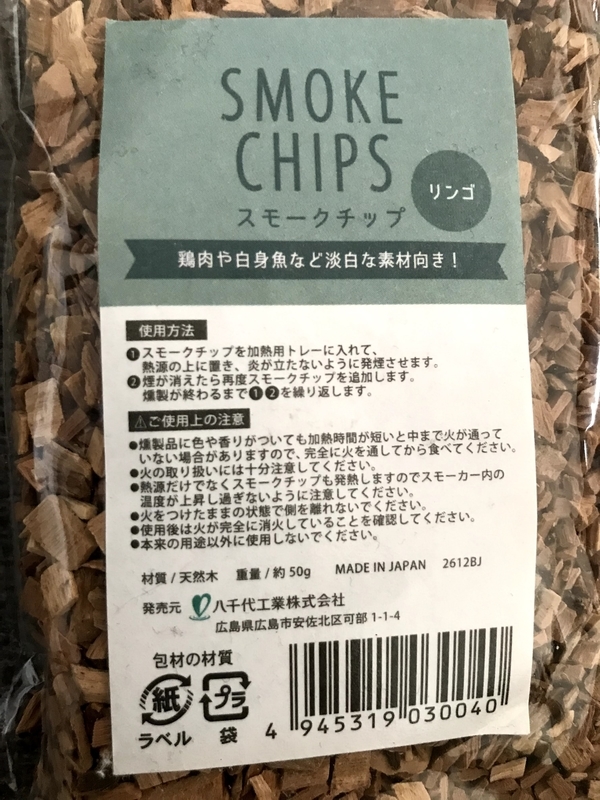 SMOKE
CHIPS
スモークチップ
リンゴ
鶏肉や白身魚など淡白な素材向き！
使用方法
❶スモークチップを加熱用トレーに入れて、
熱源の上に置き、炎が立たないように発煙させます。
❷煙が消えたら再度スモークチップを追加します。
燻製が終わるまで❶❷を繰り返します。
⚠ご使用上の注意
●燻製品に色や香りがついても加熱時間が短いと中まで火が通って
いない場合がありますので、完全に火を通してから食べてください。
●火の取り扱いには十分注意してください。
●熱源だけでなくスモークチップも発熱しますのでスモーカー内の
温度が上昇し過ぎないように注意してください。
●火をつけたままの状態で側を離れないでください。
●使用後は火が完全に消火していることを確認してください。
●本来の用途以外に使用しないでください。
材質/天然木 重量/約50g MADE IN JAPAN 2612BJ
発売元 八千代工業株式会社
広島県広島市安佐北区可部 1-1-4
包材の材質
紙 プラ
ラベル 袋
4 945319 030040